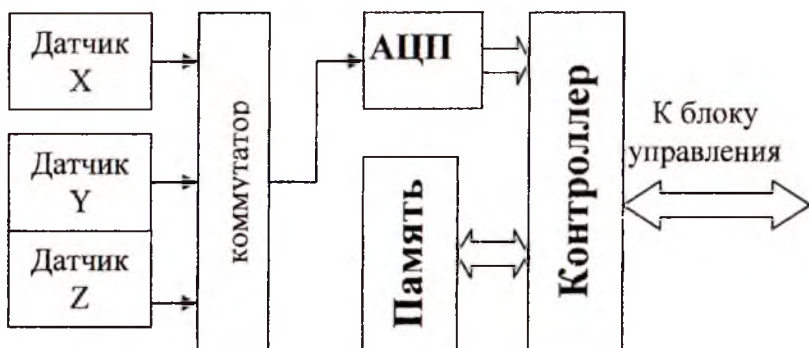 Датчик
X
Датчик
Y
Датчик
Z
коммутатор
АЦП
Память
Контроллер
К блоку
управления